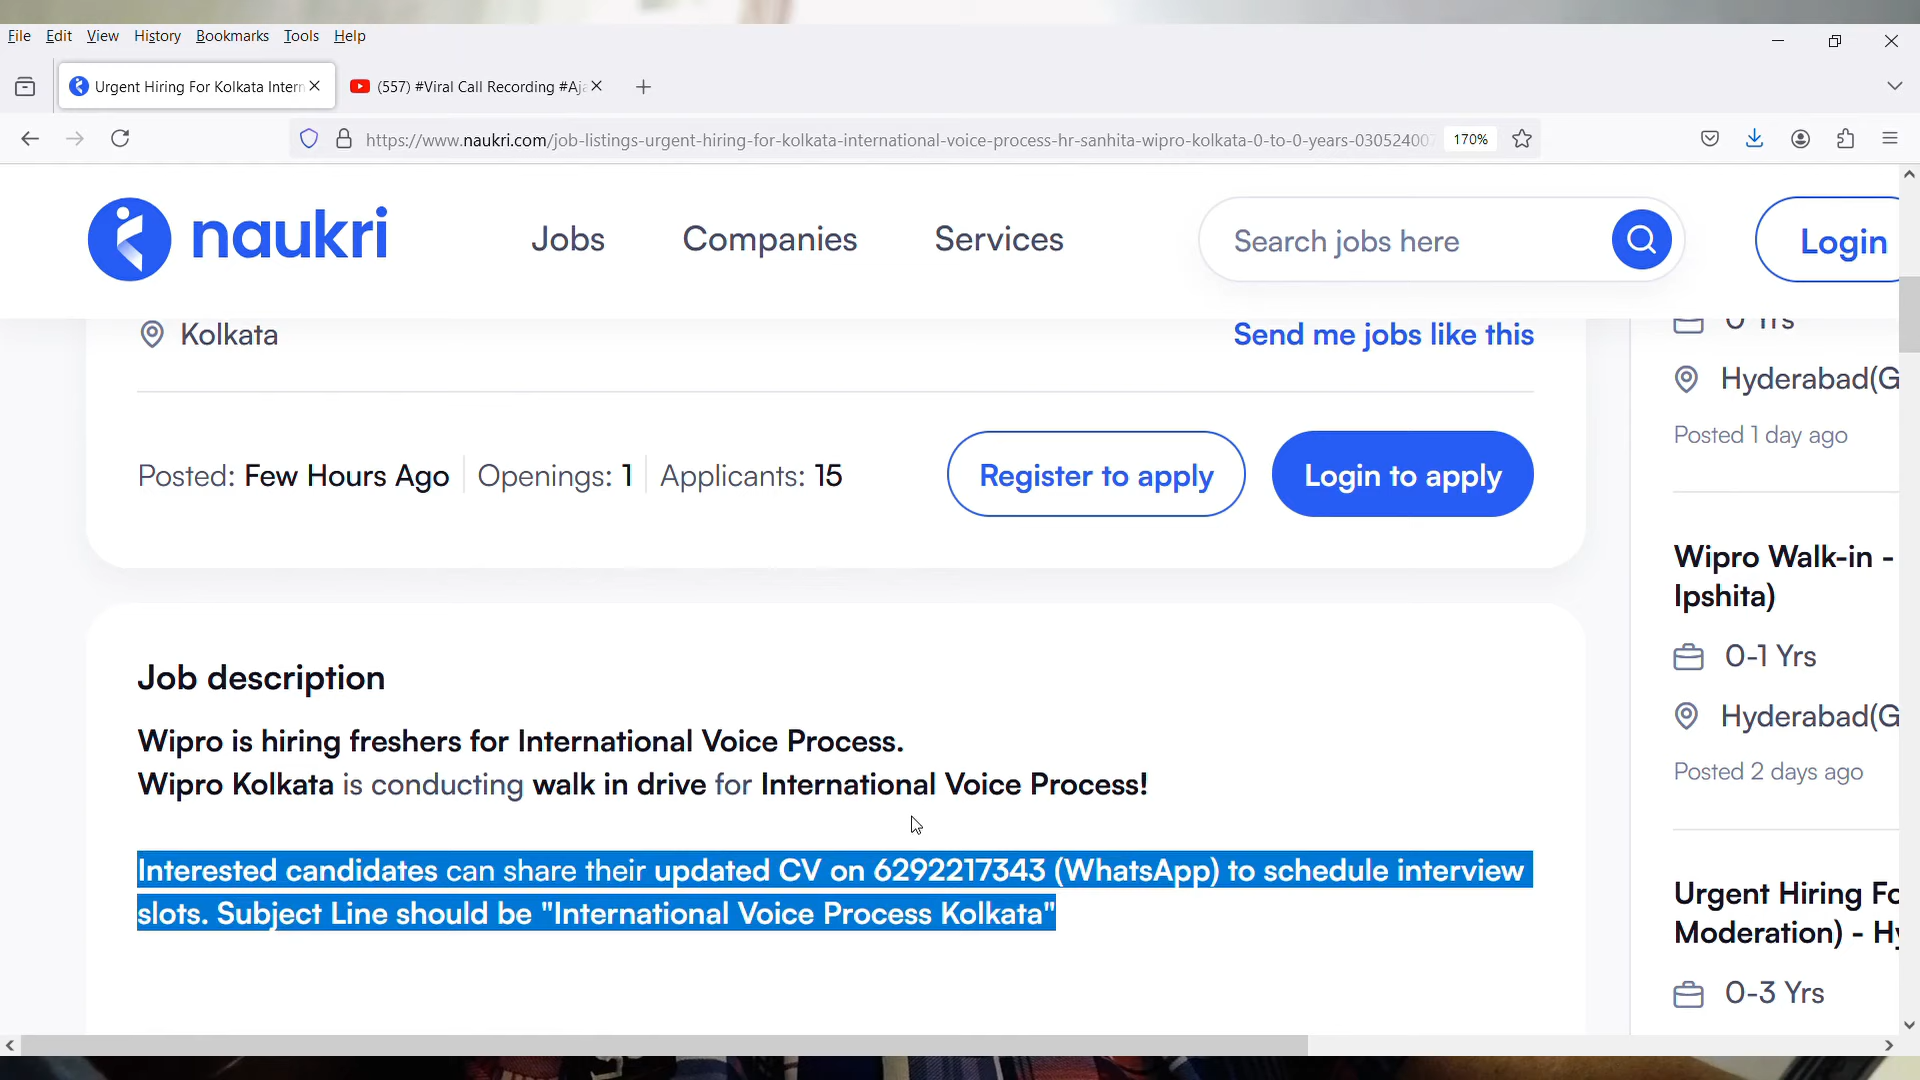 File Edit View History Bookmarks Tools Help
Urgent Hiring For Kolkata Intern
(557) #Viral Call Recording #Aja
https://www.naukri.com/job-listings-urgent-hiring-for-kolkata-international-voice-process-hr-sanhita-wipro-kolkata-0-to-0-years-030524007
170%
naukri
Jobs
Companies
Services
Search jobs here
Login
Kolkata
Send me jobs like this
Posted: Few Hours Ago
Openings: 1
Applicants: 15
Register to apply
Login to apply
Job description
Wipro is hiring freshers for International Voice Process.
Wipro Kolkata is conducting walk in drive for International Voice Process!
Interested candidates can share their updated CV on 6292217343 (WhatsApp) to schedule interview
slots. Subject Line should be "International Voice Process Kolkata"
0 Yrs
Hyderabad(G
Posted 1 day ago
Wipro Walk-in -
Ipshita)
0-1 Yrs
Hyderabad(G
Posted 2 days ago
Urgent Hiring Fo
Moderation) - Hy
0-3 Yrs